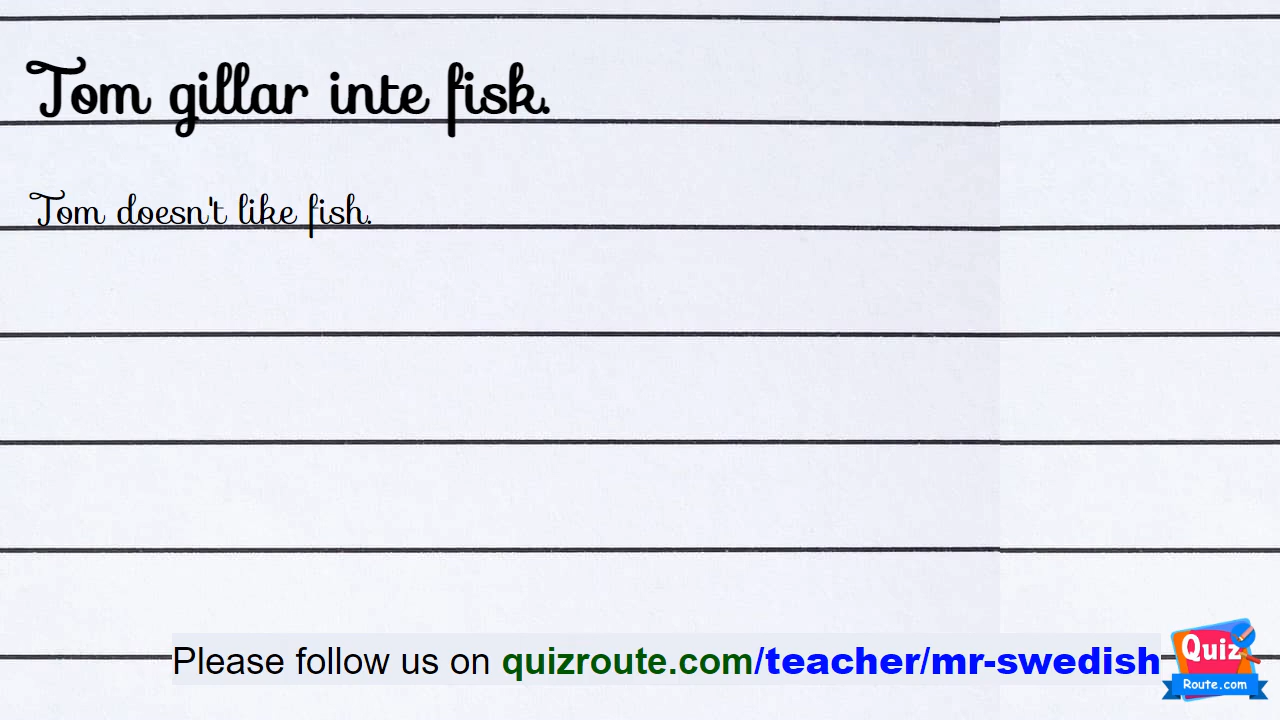 Tom gillar inte fisk.
Tom doesn't like fish.
Please follow us on quizroute.com/teacher/mr-swedish
Quiz
Route.com